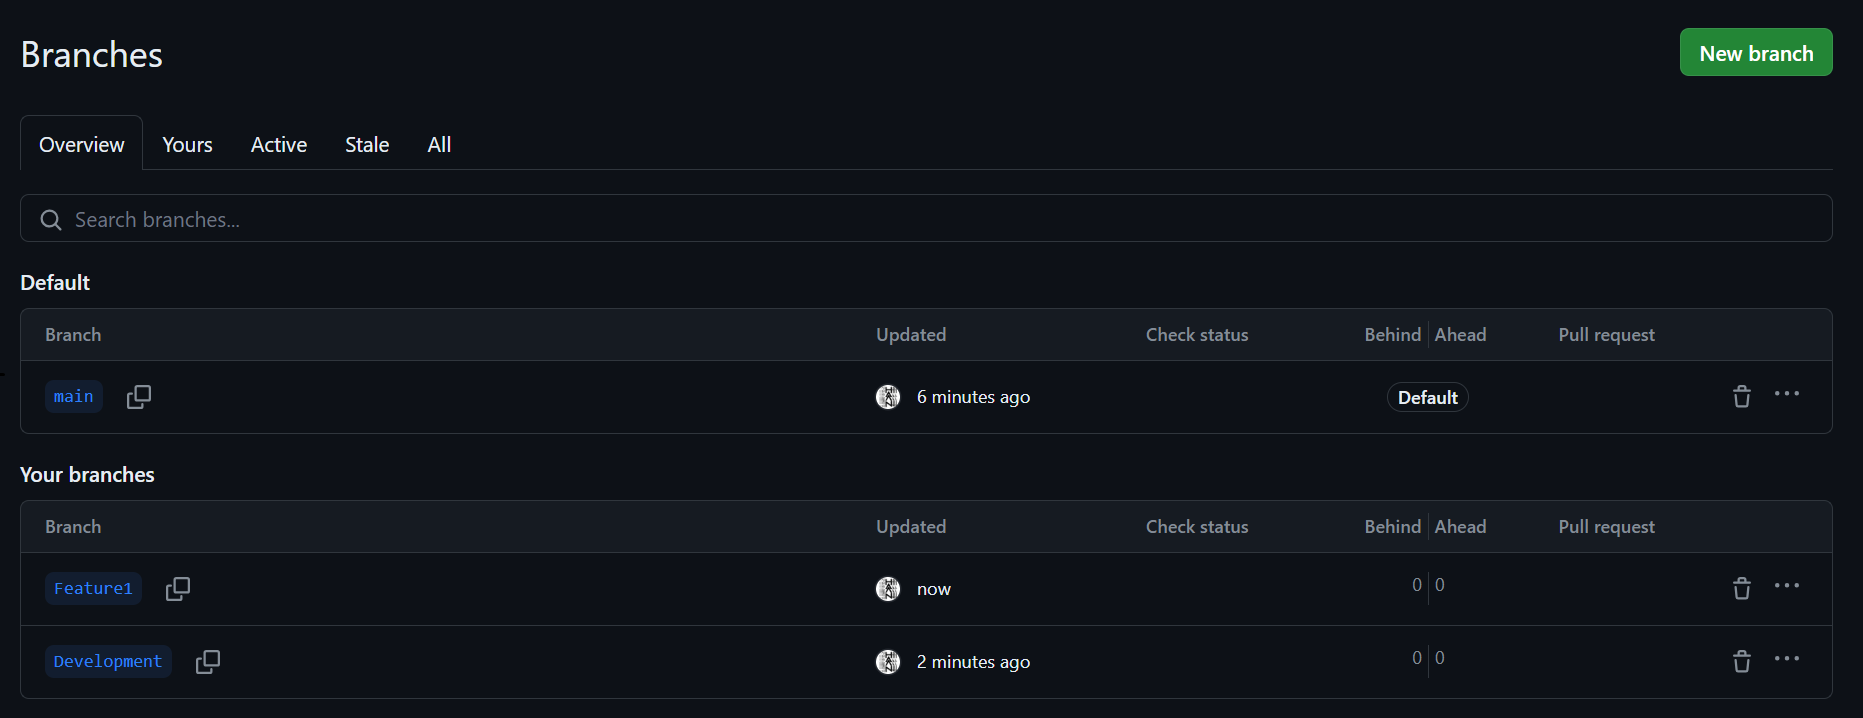 Branches
New branch
Overview Yours Active Stale All
Search branches...
Default
Branch Updated Check status Behind Ahead Pull request
main 6 minutes ago Default
Your branches
Branch Updated Check status Behind Ahead Pull request
Feature1 now 0 0
Development 2 minutes ago 0 0